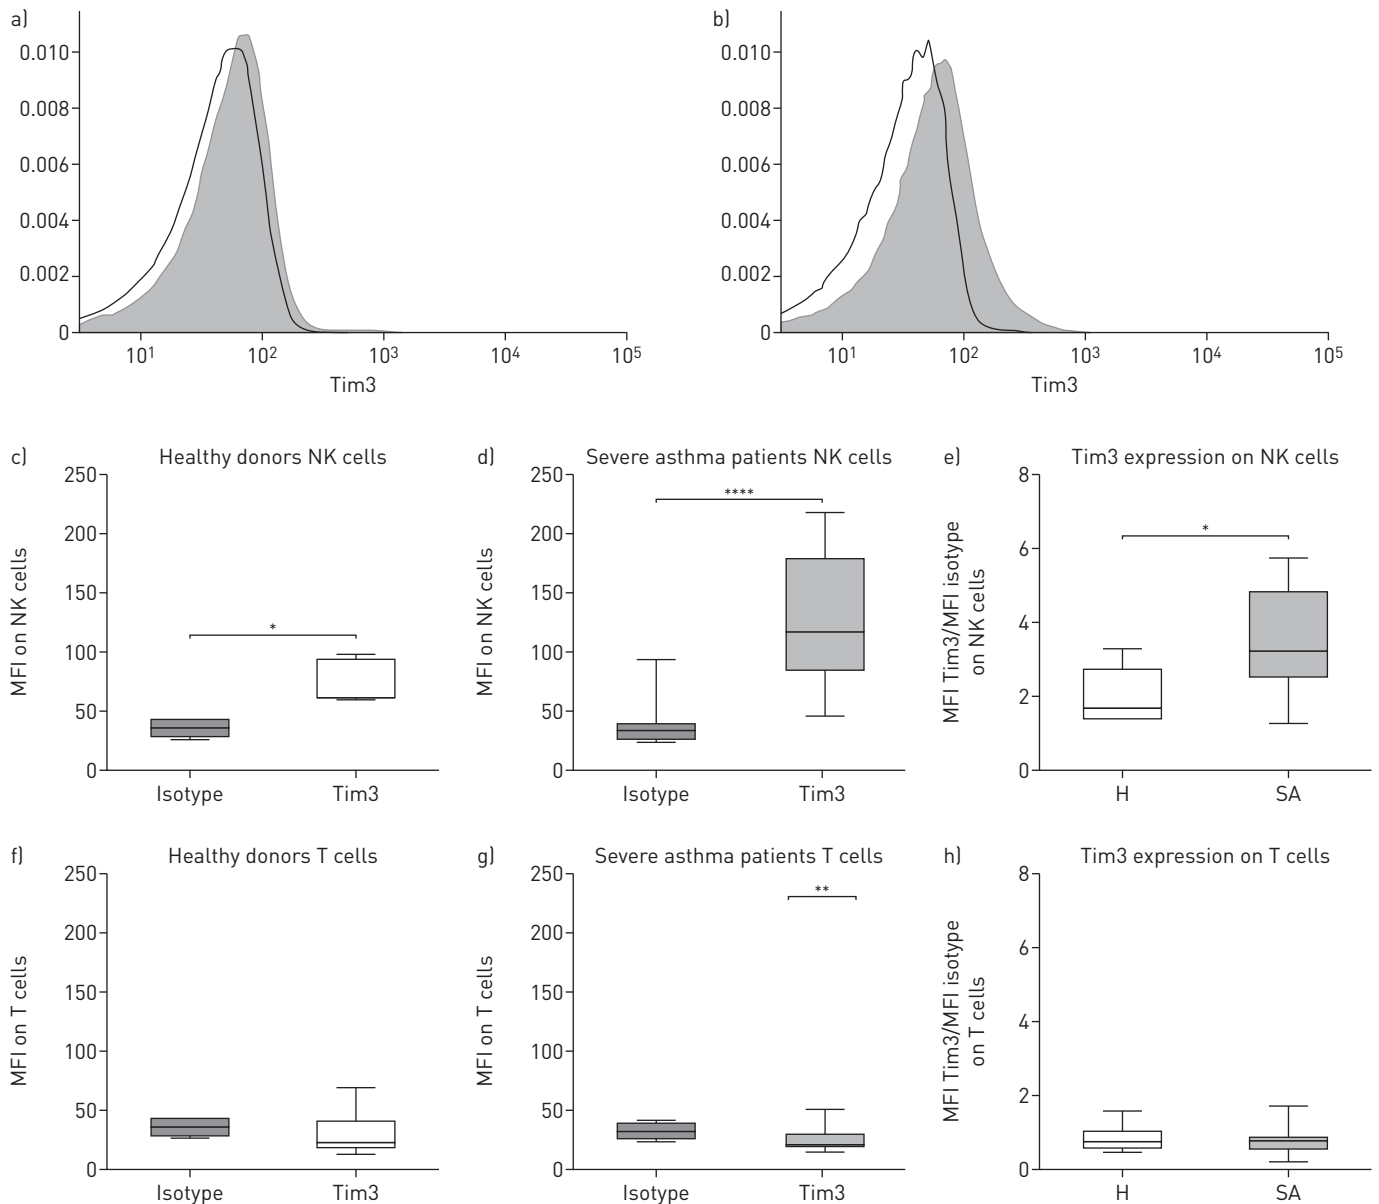 a)
0.010
0.008
0.006
0.004
0.002
0
10¹ 10² 10³ 10⁴ 10⁵
Tim3
b)
0.010
0.008
0.006
0.004
0.002
0
10¹ 10² 10³ 10⁴ 10⁵
Tim3
c) Healthy donors NK cells
MFI on NK cells
250
200
150
100
50
0
*
Isotype Tim3
d) Severe asthma patients NK cells
MFI on NK cells
250
200
150
100
50
0
****
Isotype Tim3
e) Tim3 expression on NK cells
MFI Tim3/MFI isotype
on NK cells
8
6
4
2
0
*
H SA
f) Healthy donors T cells
MFI on T cells
250
200
150
100
50
0
Isotype Tim3
g) Severe asthma patients T cells
MFI on T cells
250
200
150
100
50
0
**
Isotype Tim3
h) Tim3 expression on T cells
MFI Tim3/MFI isotype
on T cells
8
6
4
2
0
H SA